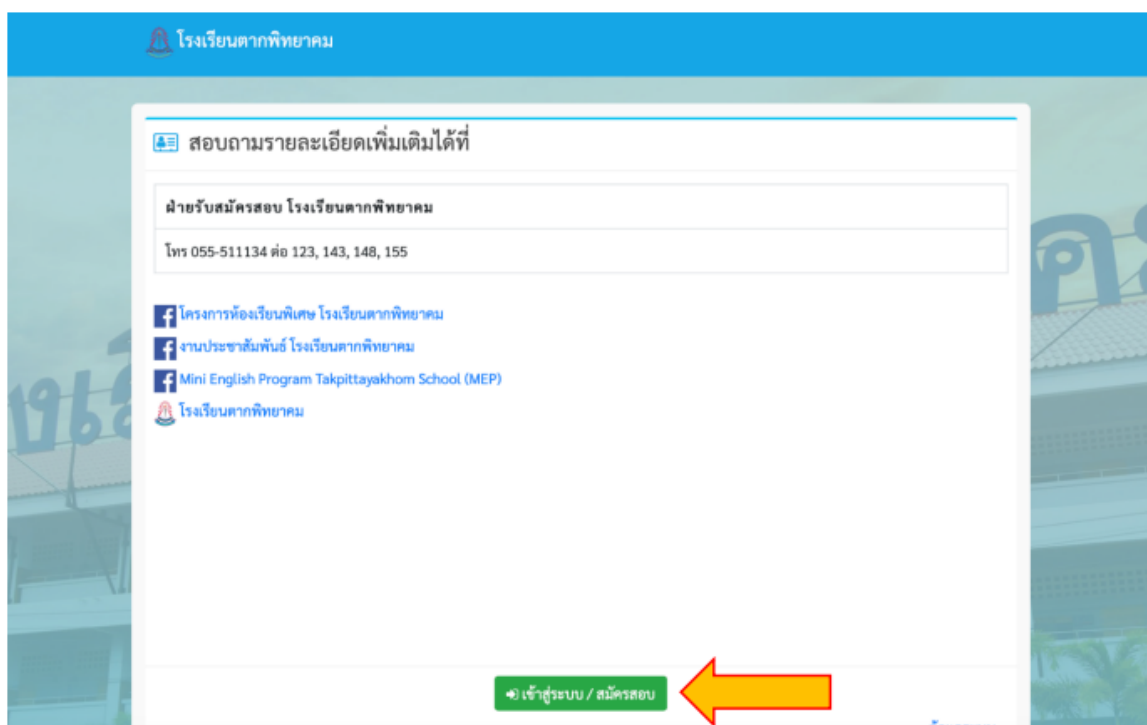 โรงเรียนตากพิทยาคม
สอบถามรายละเอียดเพิ่มเติมได้ที่
ฝ่ายรับสมัครสอบ โรงเรียนตากพิทยาคม
โทร 055-511134 ต่อ 123, 143, 148, 155
โครงการห้องเรียนพิเศษ โรงเรียนตากพิทยาคม
งานประชาสัมพันธ์ โรงเรียนตากพิทยาคม
Mini English Program Takpittayakhom School (MEP)
โรงเรียนตากพิทยาคม
เข้าสู่ระบบ / สมัครสอบ